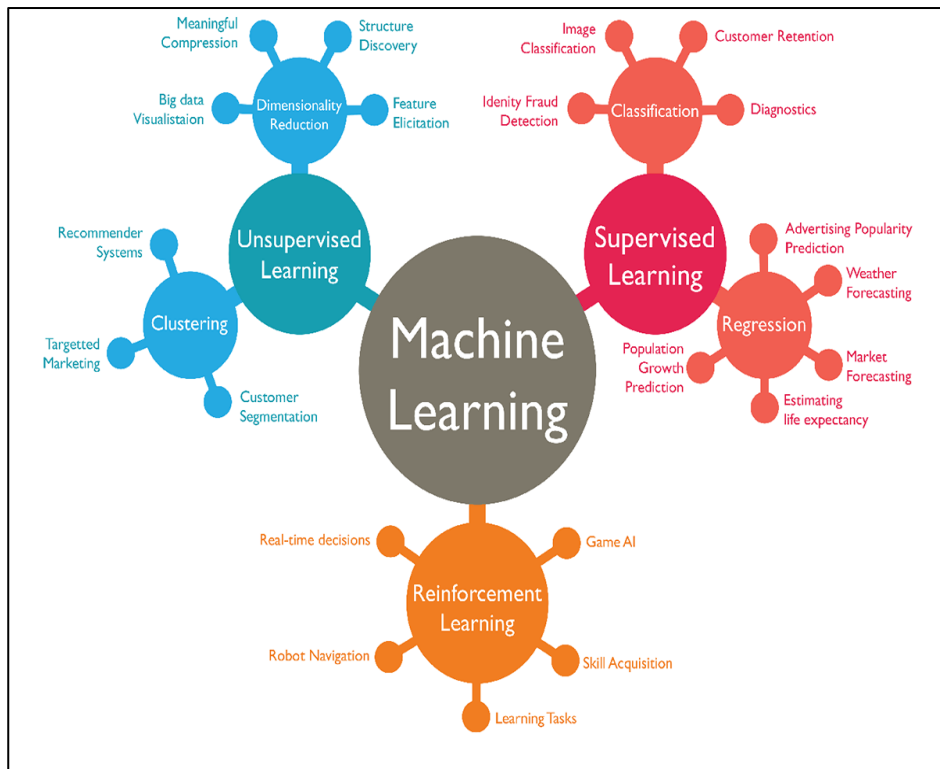 Meaningful
Compression
Structure
Discovery
Big data
Visualistaion
Dimensionality
Reduction
Feature
Elicitation
Unsupervised
Learning
Recommender
Systems
Clustering
Targetted
Marketing
Customer
Segmentation
Image
Classification
Customer Retention
Idenity Fraud
Detection
Classification
Diagnostics
Supervised
Learning
Advertising Popularity
Prediction
Weather
Forecasting
Regression
Population
Growth
Prediction
Market
Forecasting
Estimating
life expectancy
Machine
Learning
Real-time decisions
Game AI
Reinforcement
Learning
Robot Navigation
Skill Acquisition
Learning Tasks